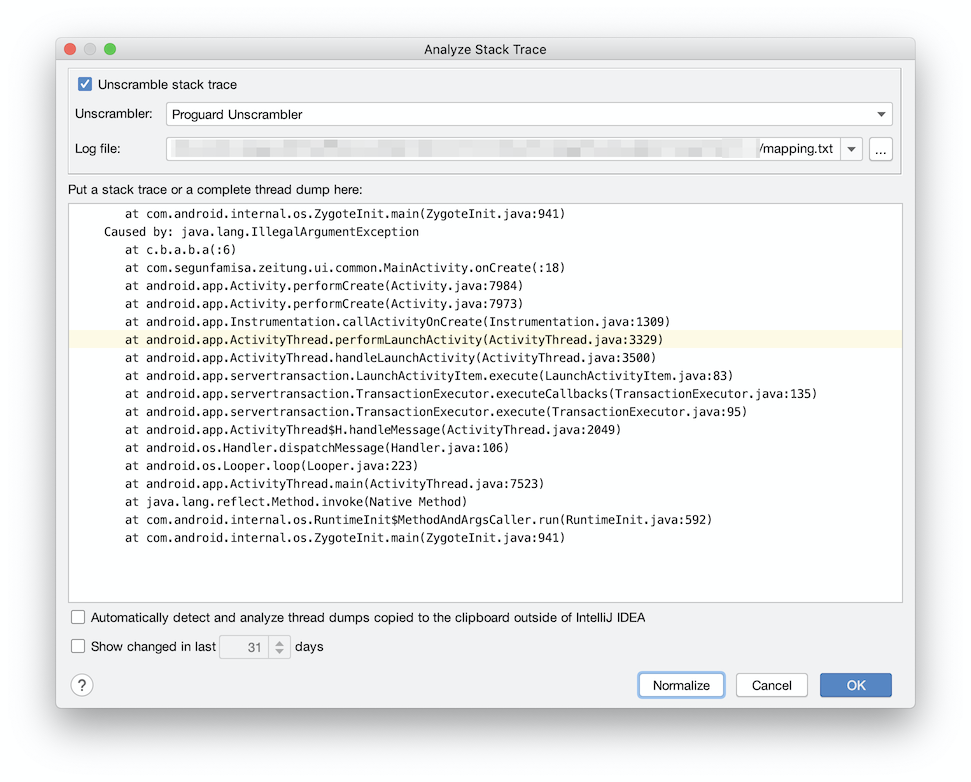 Analyze Stack Trace
Unscramble stack trace
Unscrambler: Proguard Unscrambler
Log file: /mapping.txt ...
Put a stack trace or a complete thread dump here:
at com.android.internal.os.ZygoteInit.main(ZygoteInit.java:941)
Caused by: java.lang.IllegalArgumentException
at c.b.a.b.a(:6)
at com.segunfamisa.zeitung.ui.common.MainActivity.onCreate(:18)
at android.app.Activity.performCreate(Activity.java:7984)
at android.app.Activity.performCreate(Activity.java:7973)
at android.app.Instrumentation.callActivityOnCreate(Instrumentation.java:1309)
at android.app.ActivityThread.performLaunchActivity(ActivityThread.java:3329)
at android.app.ActivityThread.handleLaunchActivity(ActivityThread.java:3500)
at android.app.servertransaction.LaunchActivityItem.execute(LaunchActivityItem.java:83)
at android.app.servertransaction.TransactionExecutor.executeCallbacks(TransactionExecutor.java:135)
at android.app.servertransaction.TransactionExecutor.execute(TransactionExecutor.java:95)
at android.app.ActivityThread$H.handleMessage(ActivityThread.java:2049)
at android.os.Handler.dispatchMessage(Handler.java:106)
at android.os.Looper.loop(Looper.java:223)
at android.app.ActivityThread.main(ActivityThread.java:7523)
at java.lang.reflect.Method.invoke(Native Method)
at com.android.internal.os.RuntimeInit$MethodAndArgsCaller.run(RuntimeInit.java:592)
at com.android.internal.os.ZygoteInit.main(ZygoteInit.java:941)
Automatically detect and analyze thread dumps copied to the clipboard outside of IntelliJ IDEA
Show changed in last 31 days
? Normalize Cancel OK